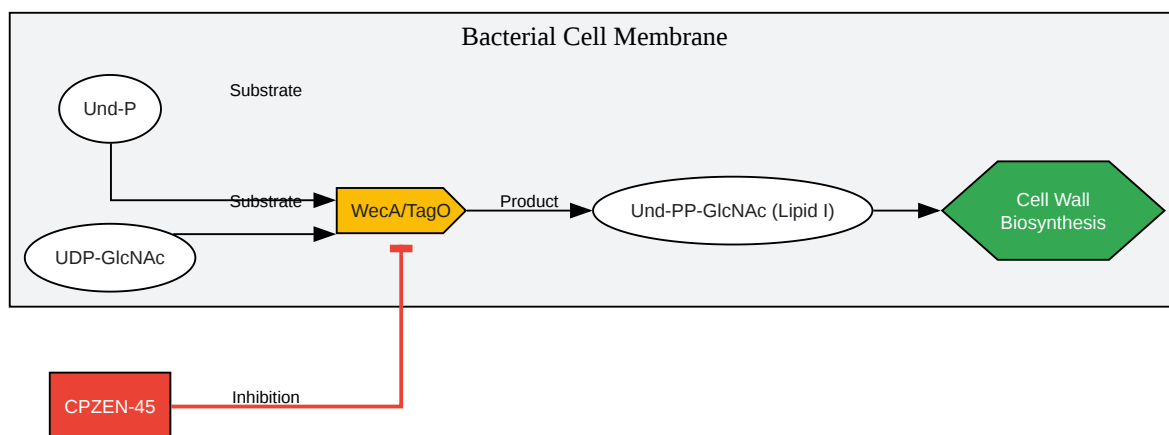 Bacterial Cell Membrane
Substrate
Und-P
Substrate
WecA/TagO
Product
Und-PP-GlcNAc (Lipid I)
Cell Wall
Biosynthesis
UDP-GlcNAc
CPZEN-45
Inhibition